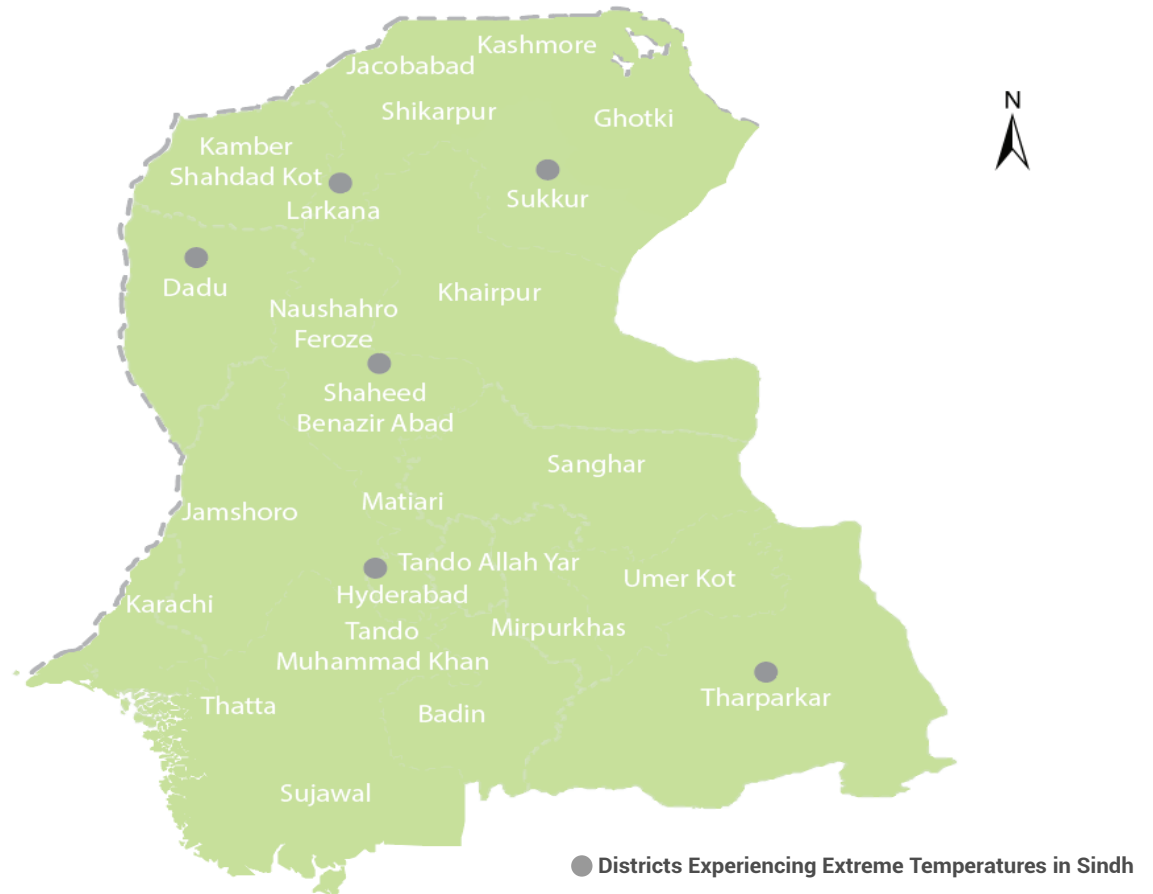 Kashmore
Jacobabad
N
Shikarpur
Ghotki
Kamber
Shahdad Kot
Sukkur
Larkana
Dadu
Khairpur
Naushahro
Feroze
Shaheed
Benazir Abad
Sanghar
Matiari
Jamshoro
Tando Allah Yar
Umer Kot
Hyderabad
Karachi
Mirpurkhas
Tando
Muhammad Khan
Tharparkar
Thatta
Badin
Sujawal
Districts Experiencing Extreme Temperatures in Sindh